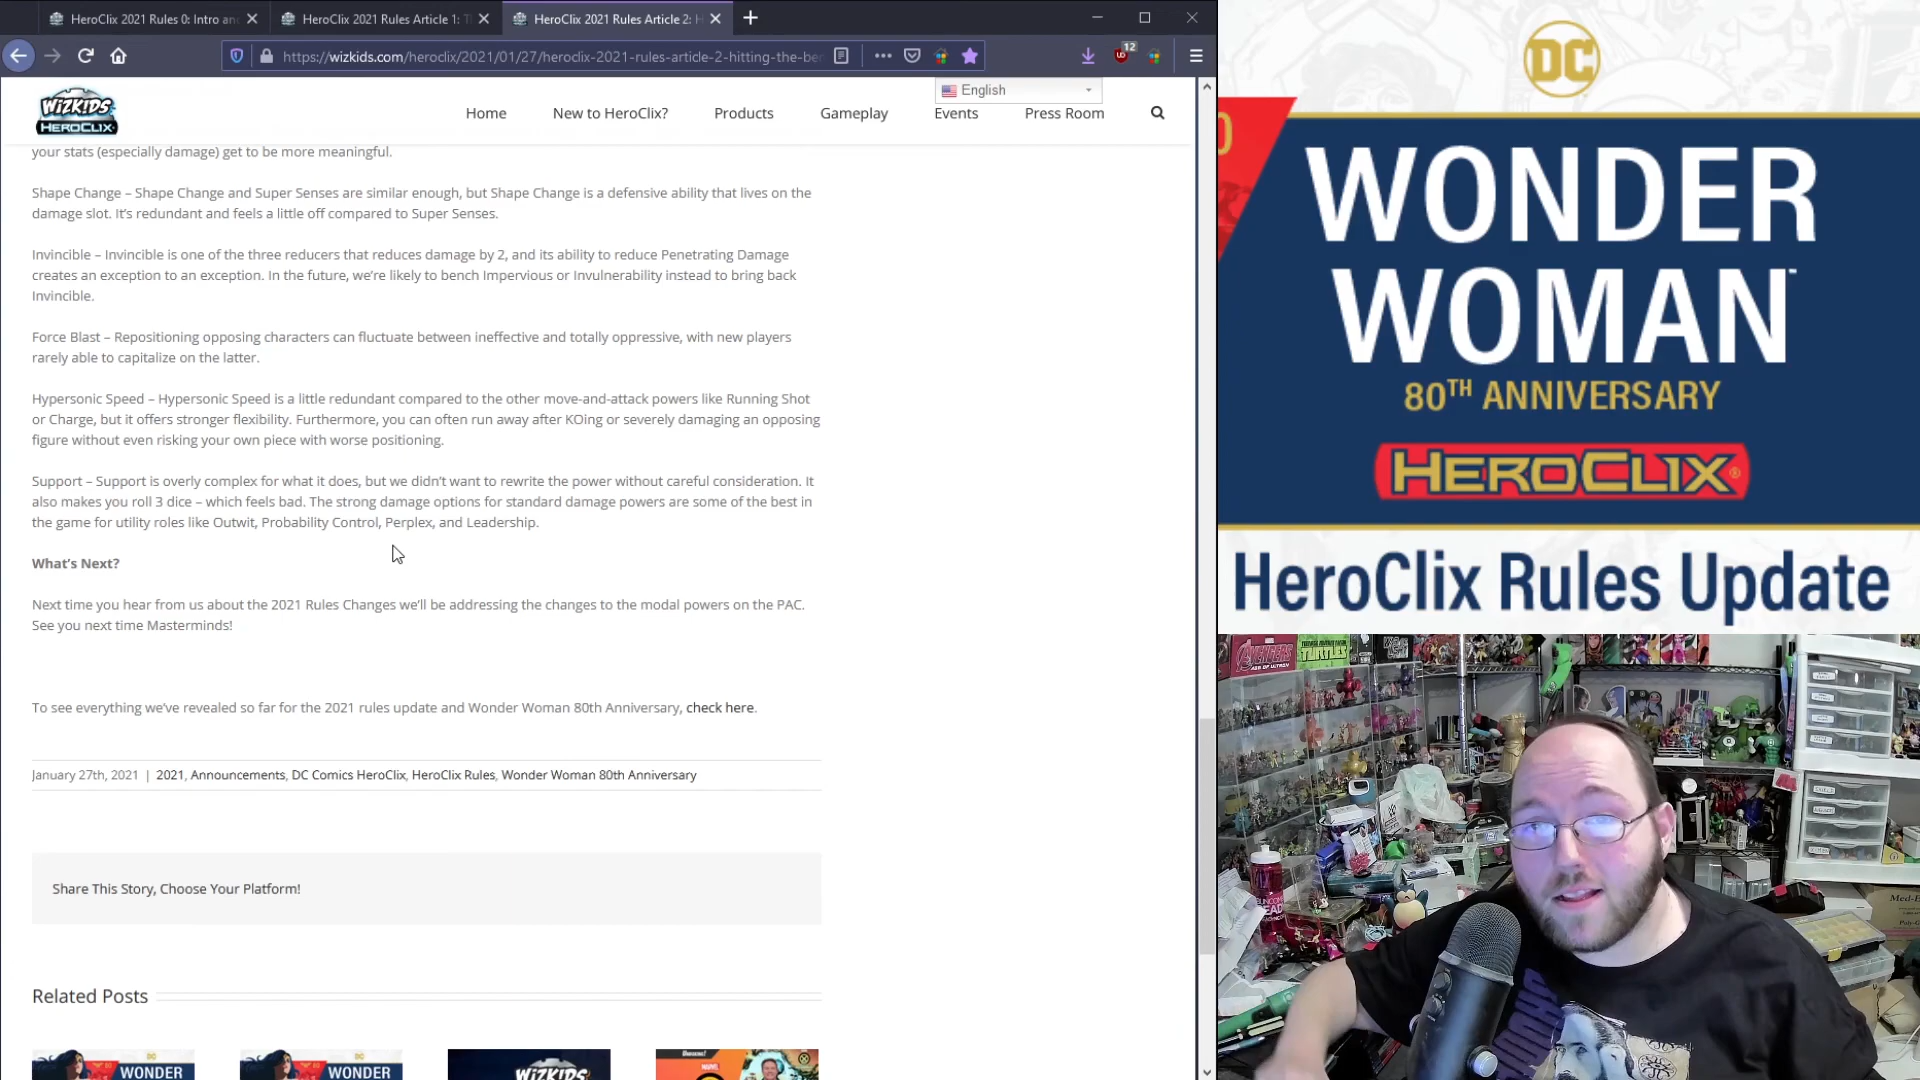 HeroClix 2021 Rules 0: Intro an
HeroClix 2021 Rules Article 1: T
HeroClix 2021 Rules Article 2: H
https://wizkids.com/heroclix/2021/01/27/heroclix-2021-rules-article-2-hitting-the-be
12
WIZKIDS
HEROCLIX
English
Home
New to HeroClix?
Products
Gameplay
Events
Press Room
your stats (especially damage) get to be more meaningful.
Shape Change – Shape Change and Super Senses are similar enough, but Shape Change is a defensive ability that lives on the
damage slot. It's redundant and feels a little off compared to Super Senses.
Invincible – Invincible is one of the three reducers that reduces damage by 2, and its ability to reduce Penetrating Damage
creates an exception to an exception. In the future, we're likely to bench Impervious or Invulnerability instead to bring back
Invincible.
Force Blast – Repositioning opposing characters can fluctuate between ineffective and totally oppressive, with new players
rarely able to capitalize on the latter.
Hypersonic Speed – Hypersonic Speed is a little redundant compared to the other move-and-attack powers like Running Shot
or Charge, but it offers stronger flexibility. Furthermore, you can often run away after KOing or severely damaging an opposing
figure without even risking your own piece with worse positioning.
Support – Support is overly complex for what it does, but we didn't want to rewrite the power without careful consideration. It
also makes you roll 3 dice – which feels bad. The strong damage options for standard damage powers are some of the best in
the game for utility roles like Outwit, Probability Control, Perplex, and Leadership.
What's Next?
Next time you hear from us about the 2021 Rules Changes we'll be addressing the changes to the modal powers on the PAC.
See you next time Masterminds!
To see everything we've revealed so far for the 2021 rules update and Wonder Woman 80th Anniversary, check here.
January 27th, 2021 | 2021, Announcements, DC Comics HeroClix, HeroClix Rules, Wonder Woman 80th Anniversary
Share This Story, Choose Your Platform!
Related Posts
WONDER
WONDER
WIZKIDS
DC
WONDER
WOMAN™
80TH ANNIVERSARY
HEROCLIX®
HeroClix Rules Update
AVENGERS
TURTLES